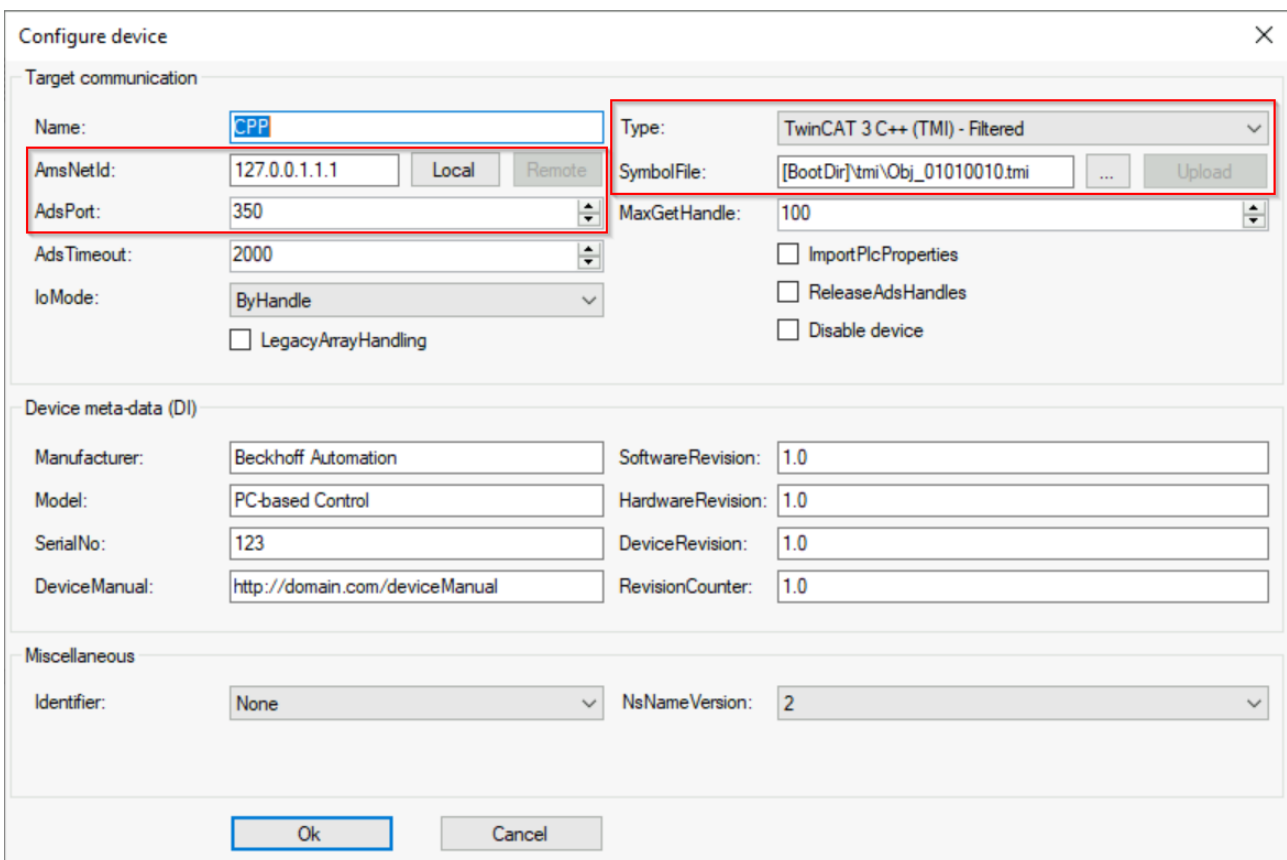 Configure device
Target communication
Name: CPP Type: TwinCAT 3 C++ (TMI) - Filtered
AmsNetId: 127.0.0.1.1.1 Local Remote SymbolFile: [BootDir]\tmi\Obj_01010010.tmi ... Upload
AdsPort: 350 MaxGetHandle: 100
AdsTimeout: 2000 ImportPlcProperties
IoMode: ByHandle ReleaseAdsHandles
LegacyArrayHandling Disable device
Device meta-data (DI)
Manufacturer: Beckhoff Automation SoftwareRevision: 1.0
Model: PC-based Control HardwareRevision: 1.0
SerialNo: 123 DeviceRevision: 1.0
DeviceManual: http://domain.com/deviceManual RevisionCounter: 1.0
Miscellaneous
Identifier: None NsNameVersion: 2
Ok Cancel